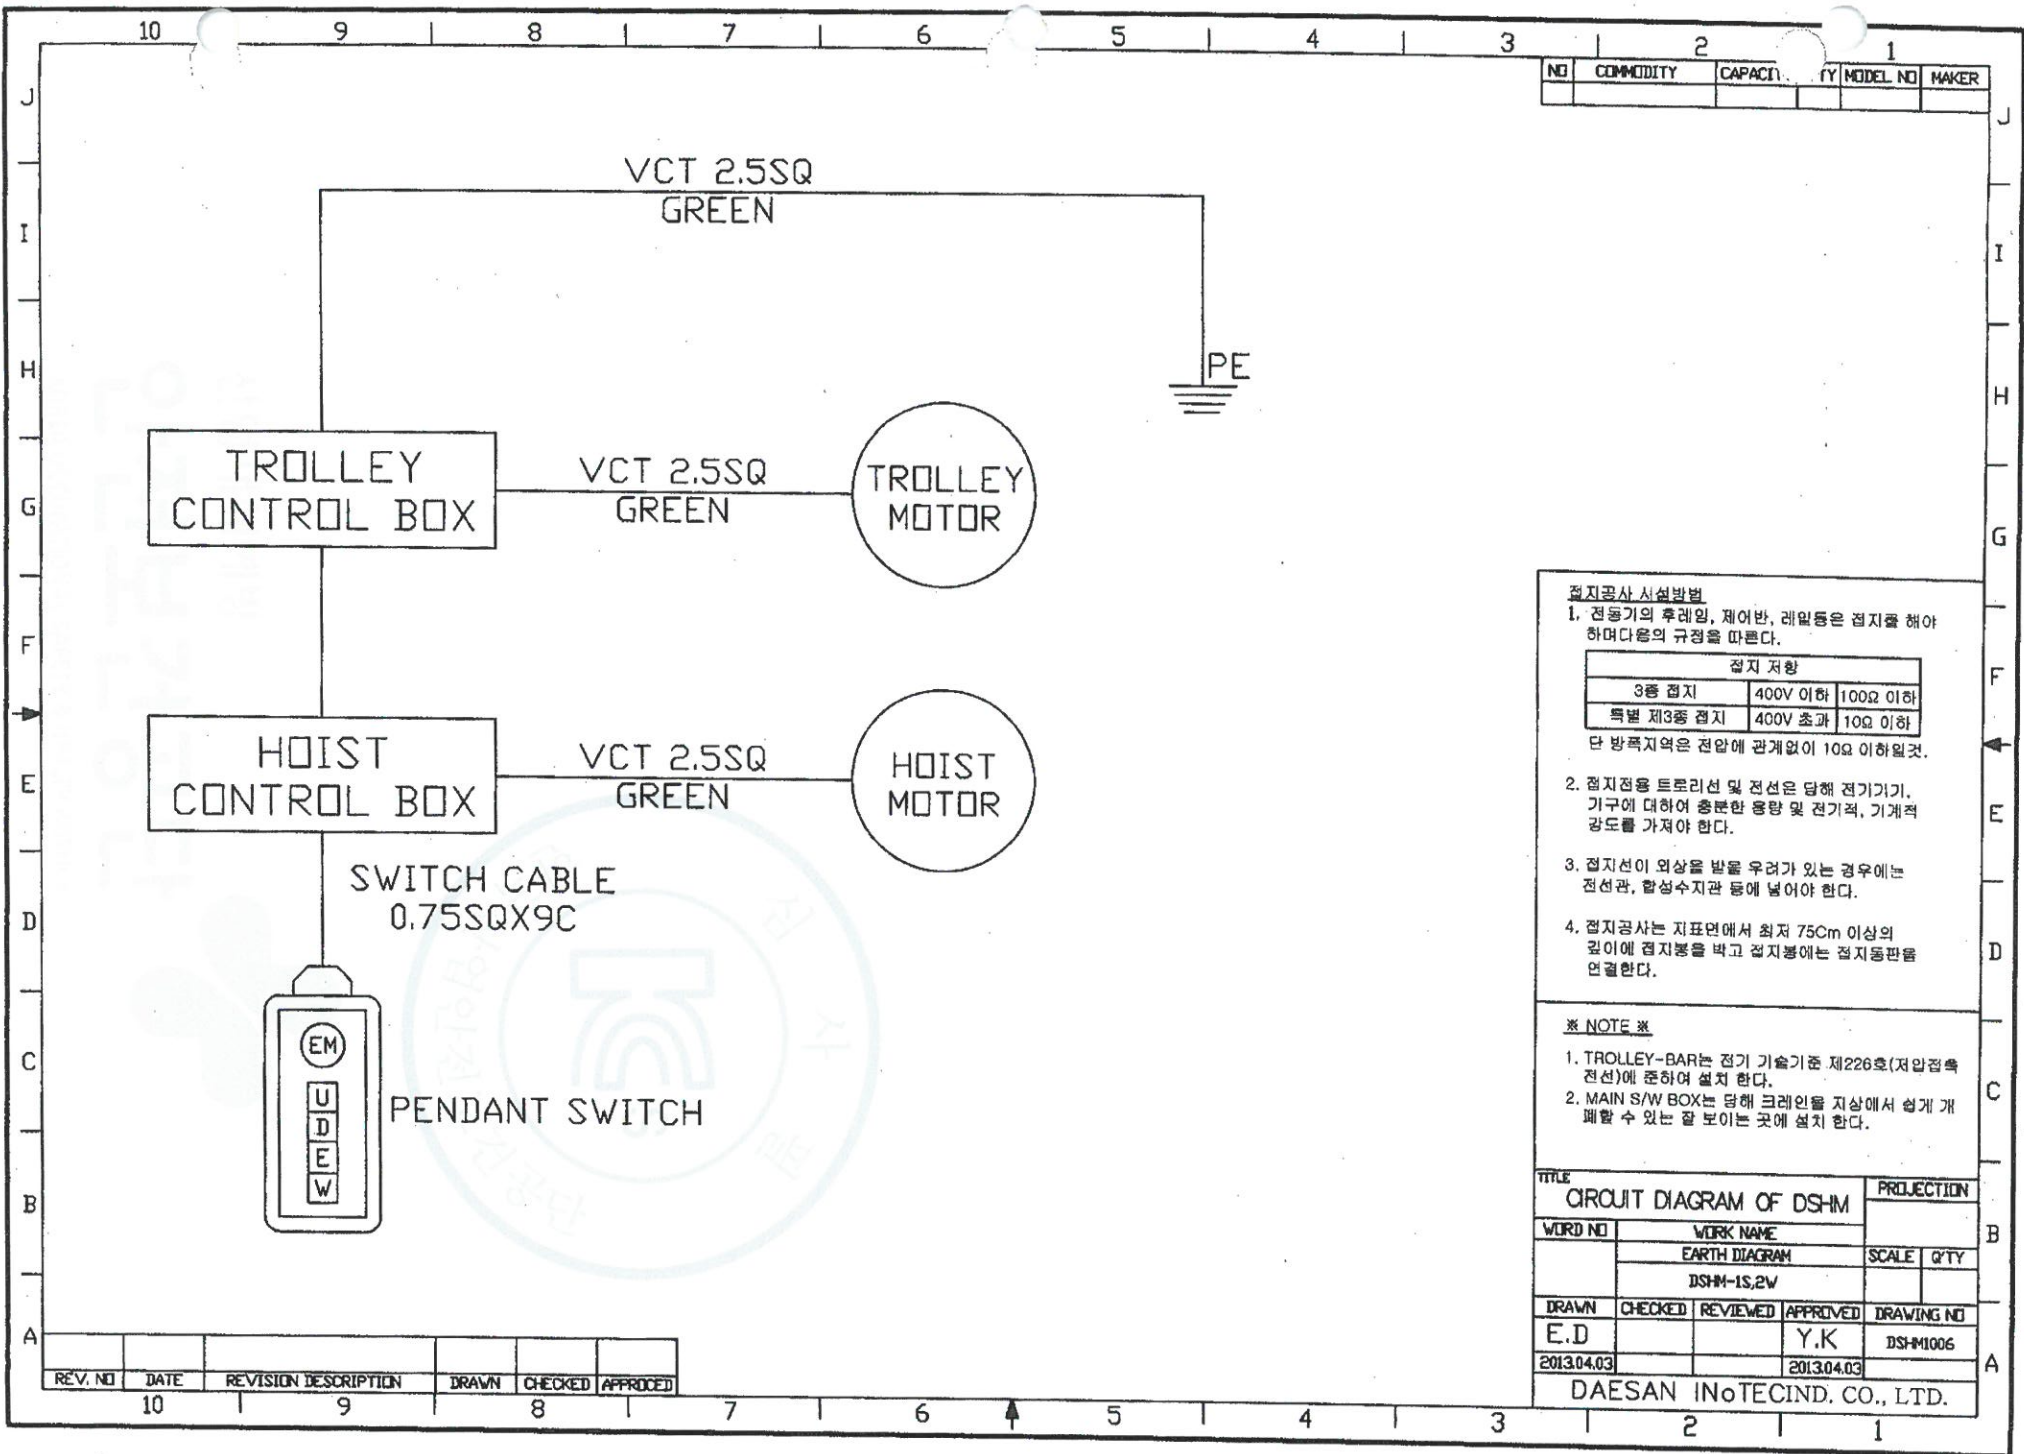 10 9 8 7 6 5 4 3 2 1
NO COMMODITY CAPACI TY MODEL NO MAKER
J J
VCT 2.5SQ
GREEN
I I
PE
H H
TROLLEY
CONTROL BOX
VCT 2.5SQ
GREEN
TROLLEY
MOTOR
G G
접지공사 시설방법
1. 전동기의 후레임, 제어반, 레일등은 접지를 해야
하며다음의 규정을 따른다.
접지 저항
3종 접지 400V 이하 100Ω 이하
특별 제3종 접지 400V 초과 10Ω 이하
단 방폭지역은 전압에 관계없이 10Ω 이하일것.
F F
HOIST
CONTROL BOX
VCT 2.5SQ
GREEN
HOIST
MOTOR
2. 접지전용 트로리선 및 전선은 당해 전기기기,
기구에 대하여 충분한 용량 및 전기적, 기계적
강도를 가져야 한다.
E E
SWITCH CABLE
0.75SQX9C
3. 접지선이 외상을 받을 우려가 있는 경우에는
전선관, 합성수지관 등에 넣어야 한다.
D D
4. 접지공사는 지표면에서 최저 75Cm 이상의
깊이에 접지봉을 박고 접지봉에는 접지동판을
연결한다.
EM
U
D
E
W
PENDANT SWITCH
C C
※ NOTE ※
1. TROLLEY-BAR는 전기 기술기준 제226호(저압접촉
전선)에 준하여 설치 한다.
2. MAIN S/W BOX는 당해 크레인을 지상에서 쉽게 개
폐할 수 있는 잘 보이는 곳에 설치 한다.
B B
TITLE
CIRCUIT DIAGRAM OF DSHM
PROJECTION
WORD NO WORK NAME
EARTH DIAGRAM SCALE Q'TY
DSHM-1S,2W
DRAWN CHECKED REVIEWED APPROVED DRAWING NO
E.D Y.K DSHM1006
2013.04.03 2013.04.03
DAESAN INoTECIND. CO., LTD.
A A
REV. NO DATE REVISION DESCRIPTION DRAWN CHECKED APPROCED
10 9 8 7 6 5 4 3 2 1